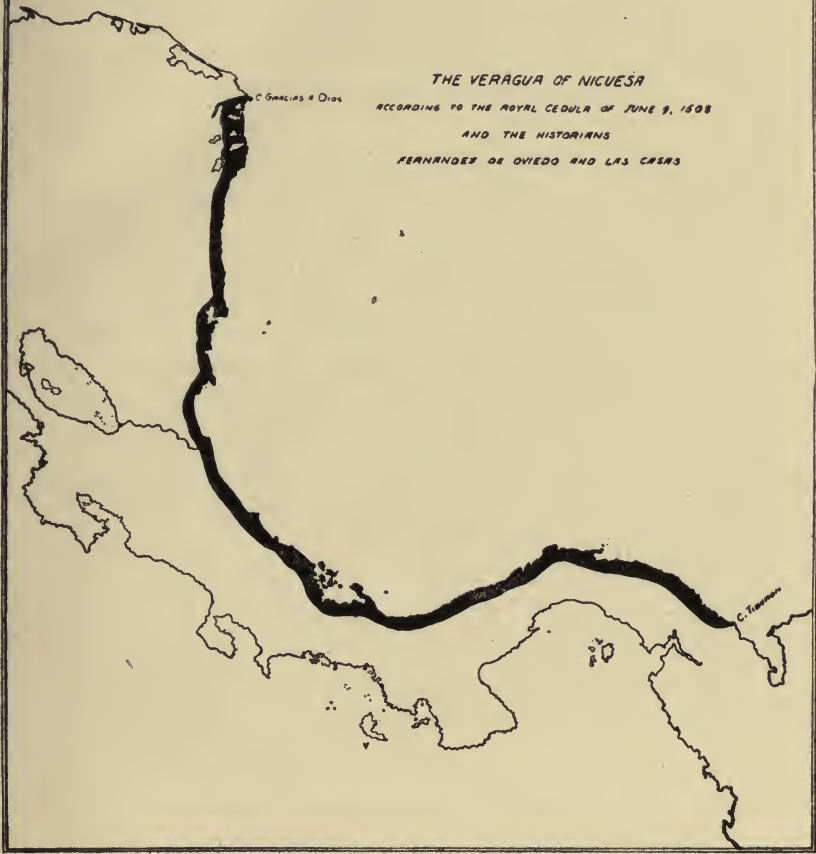 THE VERAGUA OF NICUESA
ACCORDING TO THE ROYAL CEDULA OF JUNE 9, 1508
AND THE HISTORIANS
FERNANDEZ DE OVIEDO AND LAS CASAS
C. GRACIAS A DIOS
C. TIBURON